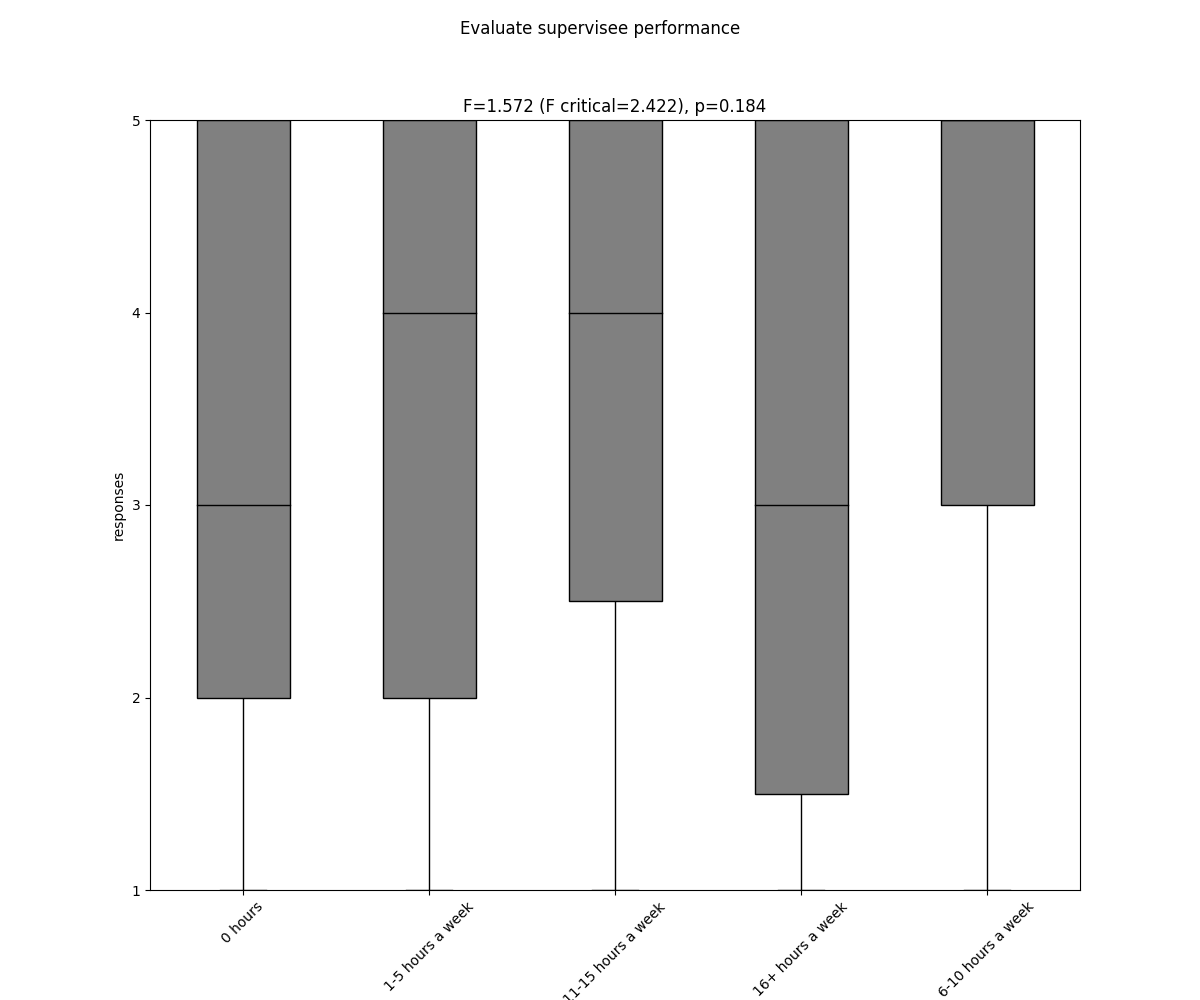 Evaluate supervisee performance
F=1.572 (F critical=2.422), p=0.184
5
4
3
2
1
responses
0 hours
1-5 hours a week
11-15 hours a week
16+ hours a week
6-10 hours a week